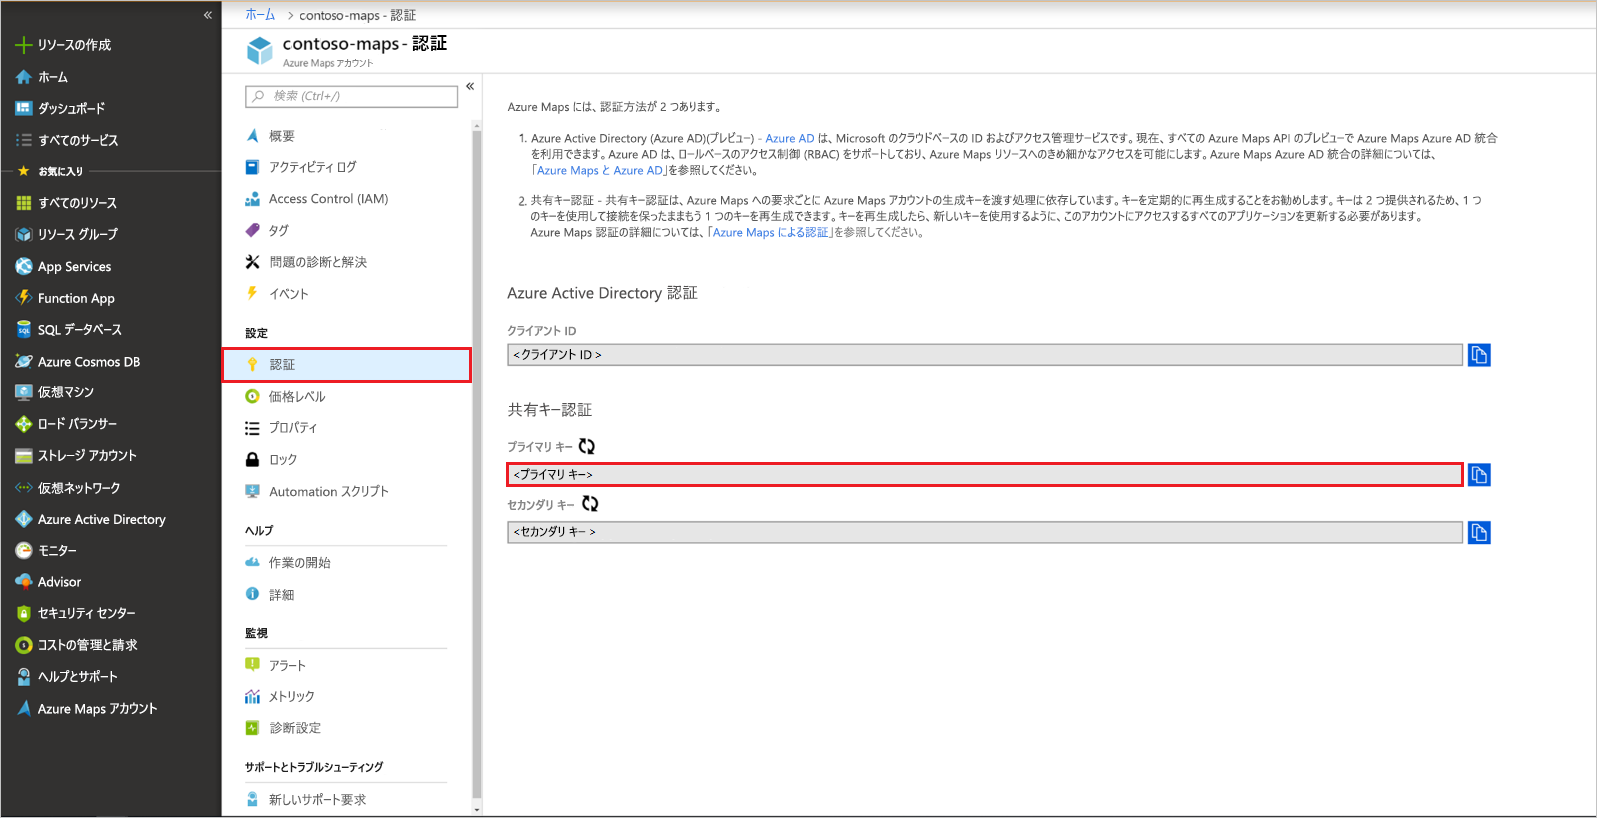 «
リソースの作成
ホーム
ダッシュボード
すべてのサービス
お気に入り
すべてのリソース
リソース グループ
App Services
Function App
SQL データベース
Azure Cosmos DB
仮想マシン
ロード バランサー
ストレージ アカウント
仮想ネットワーク
Azure Active Directory
モニター
Advisor
セキュリティ センター
コストの管理と請求
ヘルプとサポート
Azure Maps アカウント
ホーム > contoso-maps - 認証
contoso-maps - 認証
Azure Maps アカウント
検索 (Ctrl+/)
«
概要
アクティビティ ログ
Access Control (IAM)
タグ
問題の診断と解決
イベント
設定
認証
価格レベル
プロパティ
ロック
Automation スクリプト
ヘルプ
作業の開始
詳細
監視
アラート
メトリック
診断設定
サポートとトラブルシューティング
新しいサポート要求
Azure Maps には、認証方法が 2 つあります。
1. Azure Active Directory (Azure AD)(プレビュー) - Azure AD は、Microsoft のクラウドベースの ID およびアクセス管理サービスです。現在、すべての Azure Maps API のプレビューで Azure Maps Azure AD 統合
を利用できます。Azure AD は、ロールベースのアクセス制御 (RBAC) をサポートしており、Azure Maps リソースへのきめ細かなアクセスを可能にします。Azure Maps Azure AD 統合の詳細については、
「Azure Maps と Azure AD」を参照してください。
2. 共有キー認証 - 共有キー認証は、Azure Maps への要求ごとに Azure Maps アカウントの生成キーを渡す処理に依存しています。キーを定期的に再生成することをお勧めします。キーは 2 つ提供されるため、1 つ
のキーを使用して接続を保ったままもう 1 つのキーを再生成できます。キーを再生成したら、新しいキーを使用するように、このアカウントにアクセスするすべてのアプリケーションを更新する必要があります。
Azure Maps 認証の詳細については、「Azure Maps による認証」を参照してください。
Azure Active Directory 認証
クライアント ID
<クライアント ID >
共有キー認証
プライマリ キー
<プライマリ キー>
セカンダリ キー
<セカンダリ キー >